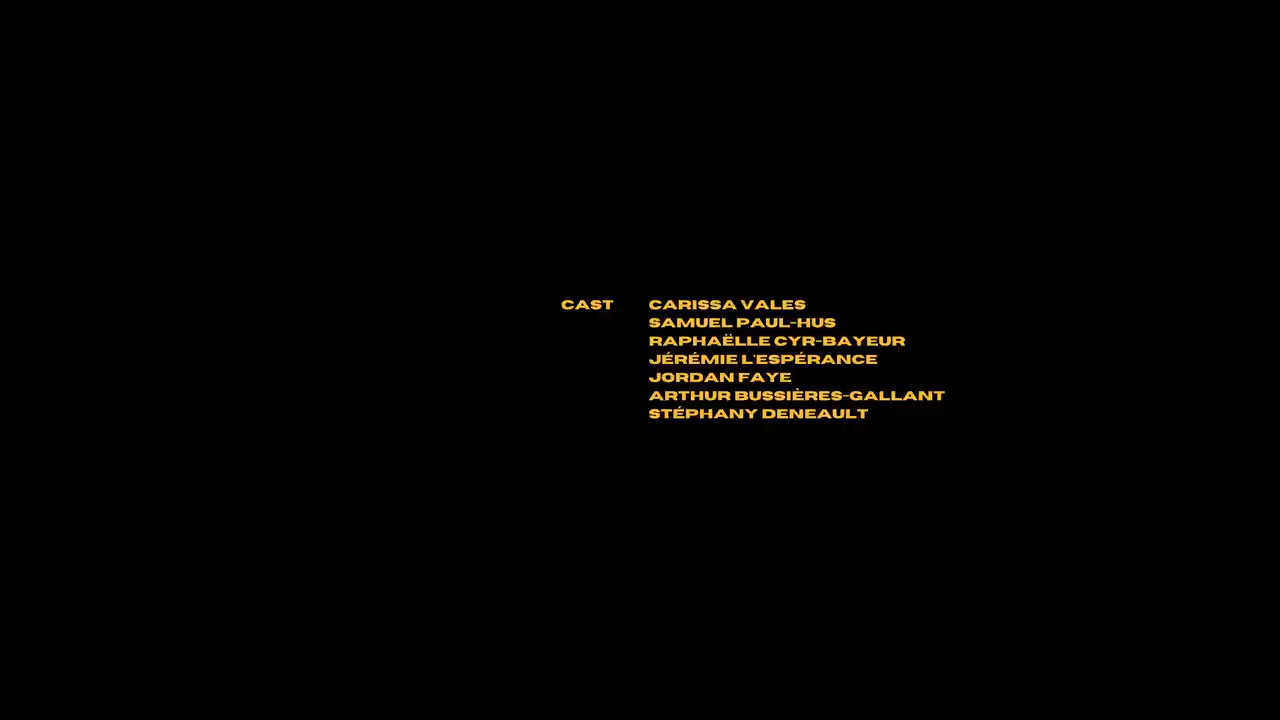 CAST CARISSA VALES
SAMUEL PAUL-HUS
RAPHAËLLE CYR-BAYEUR
JÉRÉMIE L'ESPÉRANCE
JORDAN FAYE
ARTHUR BUSSIÈRES-GALLANT
STÉPHANY DENEAULT